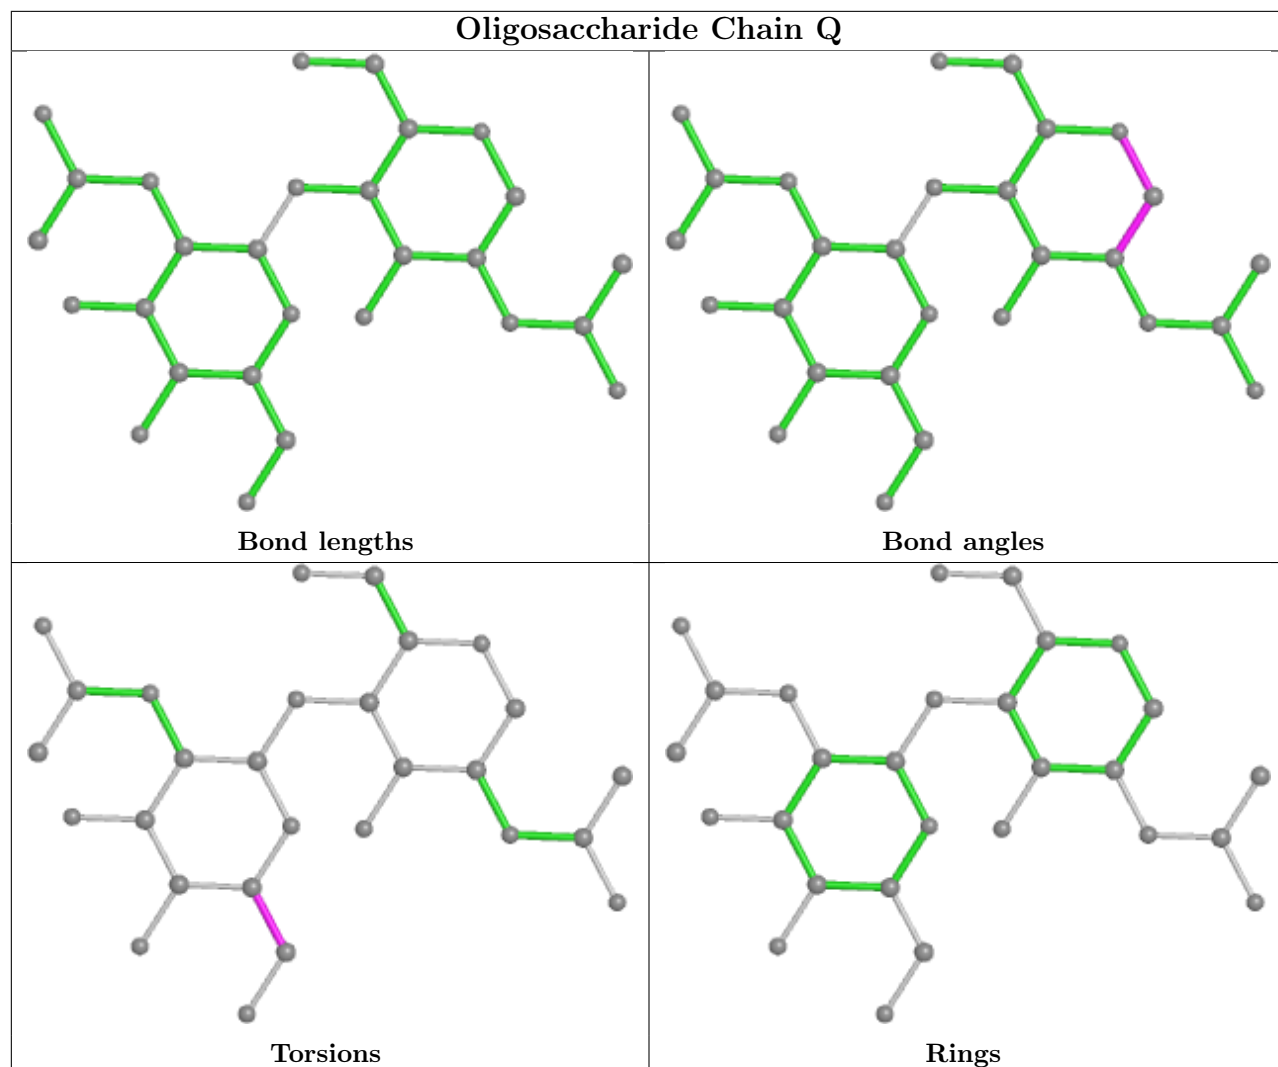 Oligosaccharide Chain Q
Bond lengths
Bond angles
Torsions
Rings